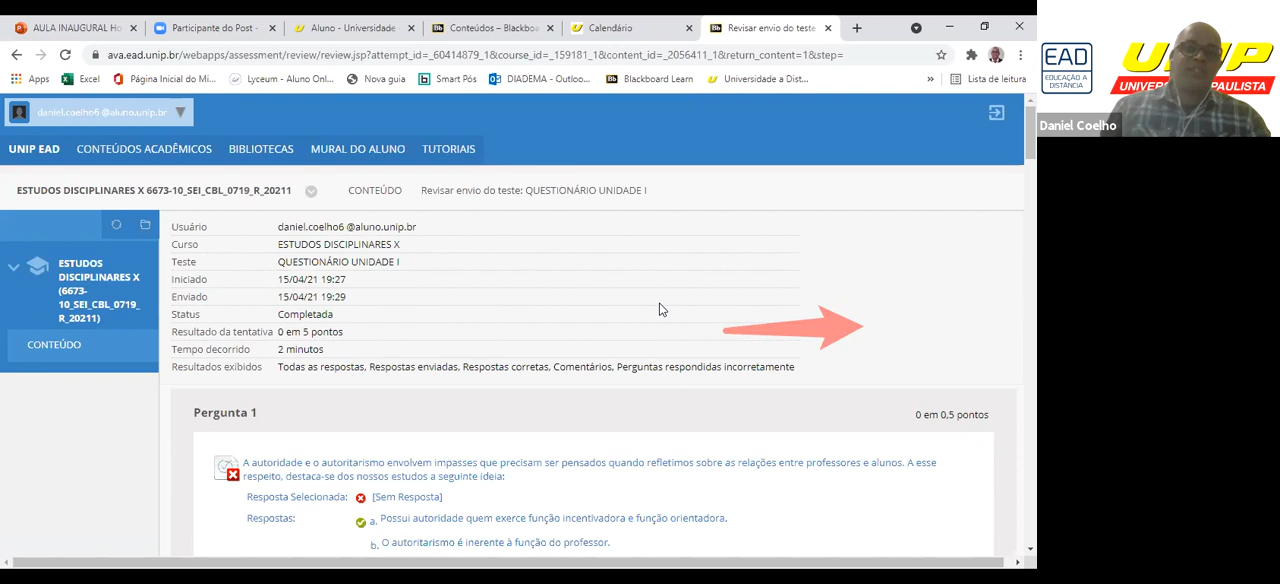 AULA INAUGURAL Ho
Participante do Post -
Aluno - Universidade
Conteúdos – Blackboa
Calendário
Revisar envio do teste:
ava.ead.unip.br/webapps/assessment/review/review.jsp?attempt_id=_60414879_1&course_id=_159181_1&content_id=_2056411_1&return_content=1&step=
Apps
Excel
Página Inicial do Mi...
Lyceum - Aluno Onl...
Nova guia
Smart Pós
DIADEMA - Outloo...
Blackboard Learn
Universidade a Dist...
»
Lista de leitura
EAD
EDUCAÇÃO A
DISTÂNCIA
UNIP
UNIVER
PAULISTA
Daniel Coelho
daniel.coelho6 @aluno.unip.br
UNIP EAD
CONTEÚDOS ACADÊMICOS
BIBLIOTECAS
MURAL DO ALUNO
TUTORIAIS
ESTUDOS DISCIPLINARES X 6673-10_SEI_CBL_0719_R_20211
CONTEÚDO
Revisar envio do teste: QUESTIONÁRIO UNIDADE I
ESTUDOS
DISCIPLINARES X
(6673-
10_SEI_CBL_0719_
R_20211)
CONTEÚDO
Usuário daniel.coelho6 @aluno.unip.br
Curso ESTUDOS DISCIPLINARES X
Teste QUESTIONÁRIO UNIDADE I
Iniciado 15/04/21 19:27
Enviado 15/04/21 19:29
Status Completada
Resultado da tentativa 0 em 5 pontos
Tempo decorrido 2 minutos
Resultados exibidos Todas as respostas, Respostas enviadas, Respostas corretas, Comentários, Perguntas respondidas incorretamente
Pergunta 1
0 em 0,5 pontos
A autoridade e o autoritarismo envolvem impasses que precisam ser pensados quando refletimos sobre as relações entre professores e alunos. A esse
respeito, destaca-se dos nossos estudos a seguinte ideia:
Resposta Selecionada: [Sem Resposta]
Respostas: a. Possui autoridade quem exerce função incentivadora e função orientadora.
b. O autoritarismo é inerente à função do professor.